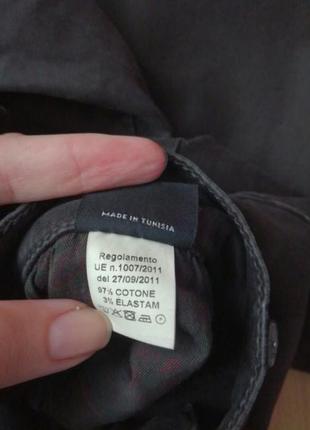 MADE IN TUNISIA
Regolamento
UE n.1007/2011
del 27/09/2011
97% COTONE
3% ELASTAM